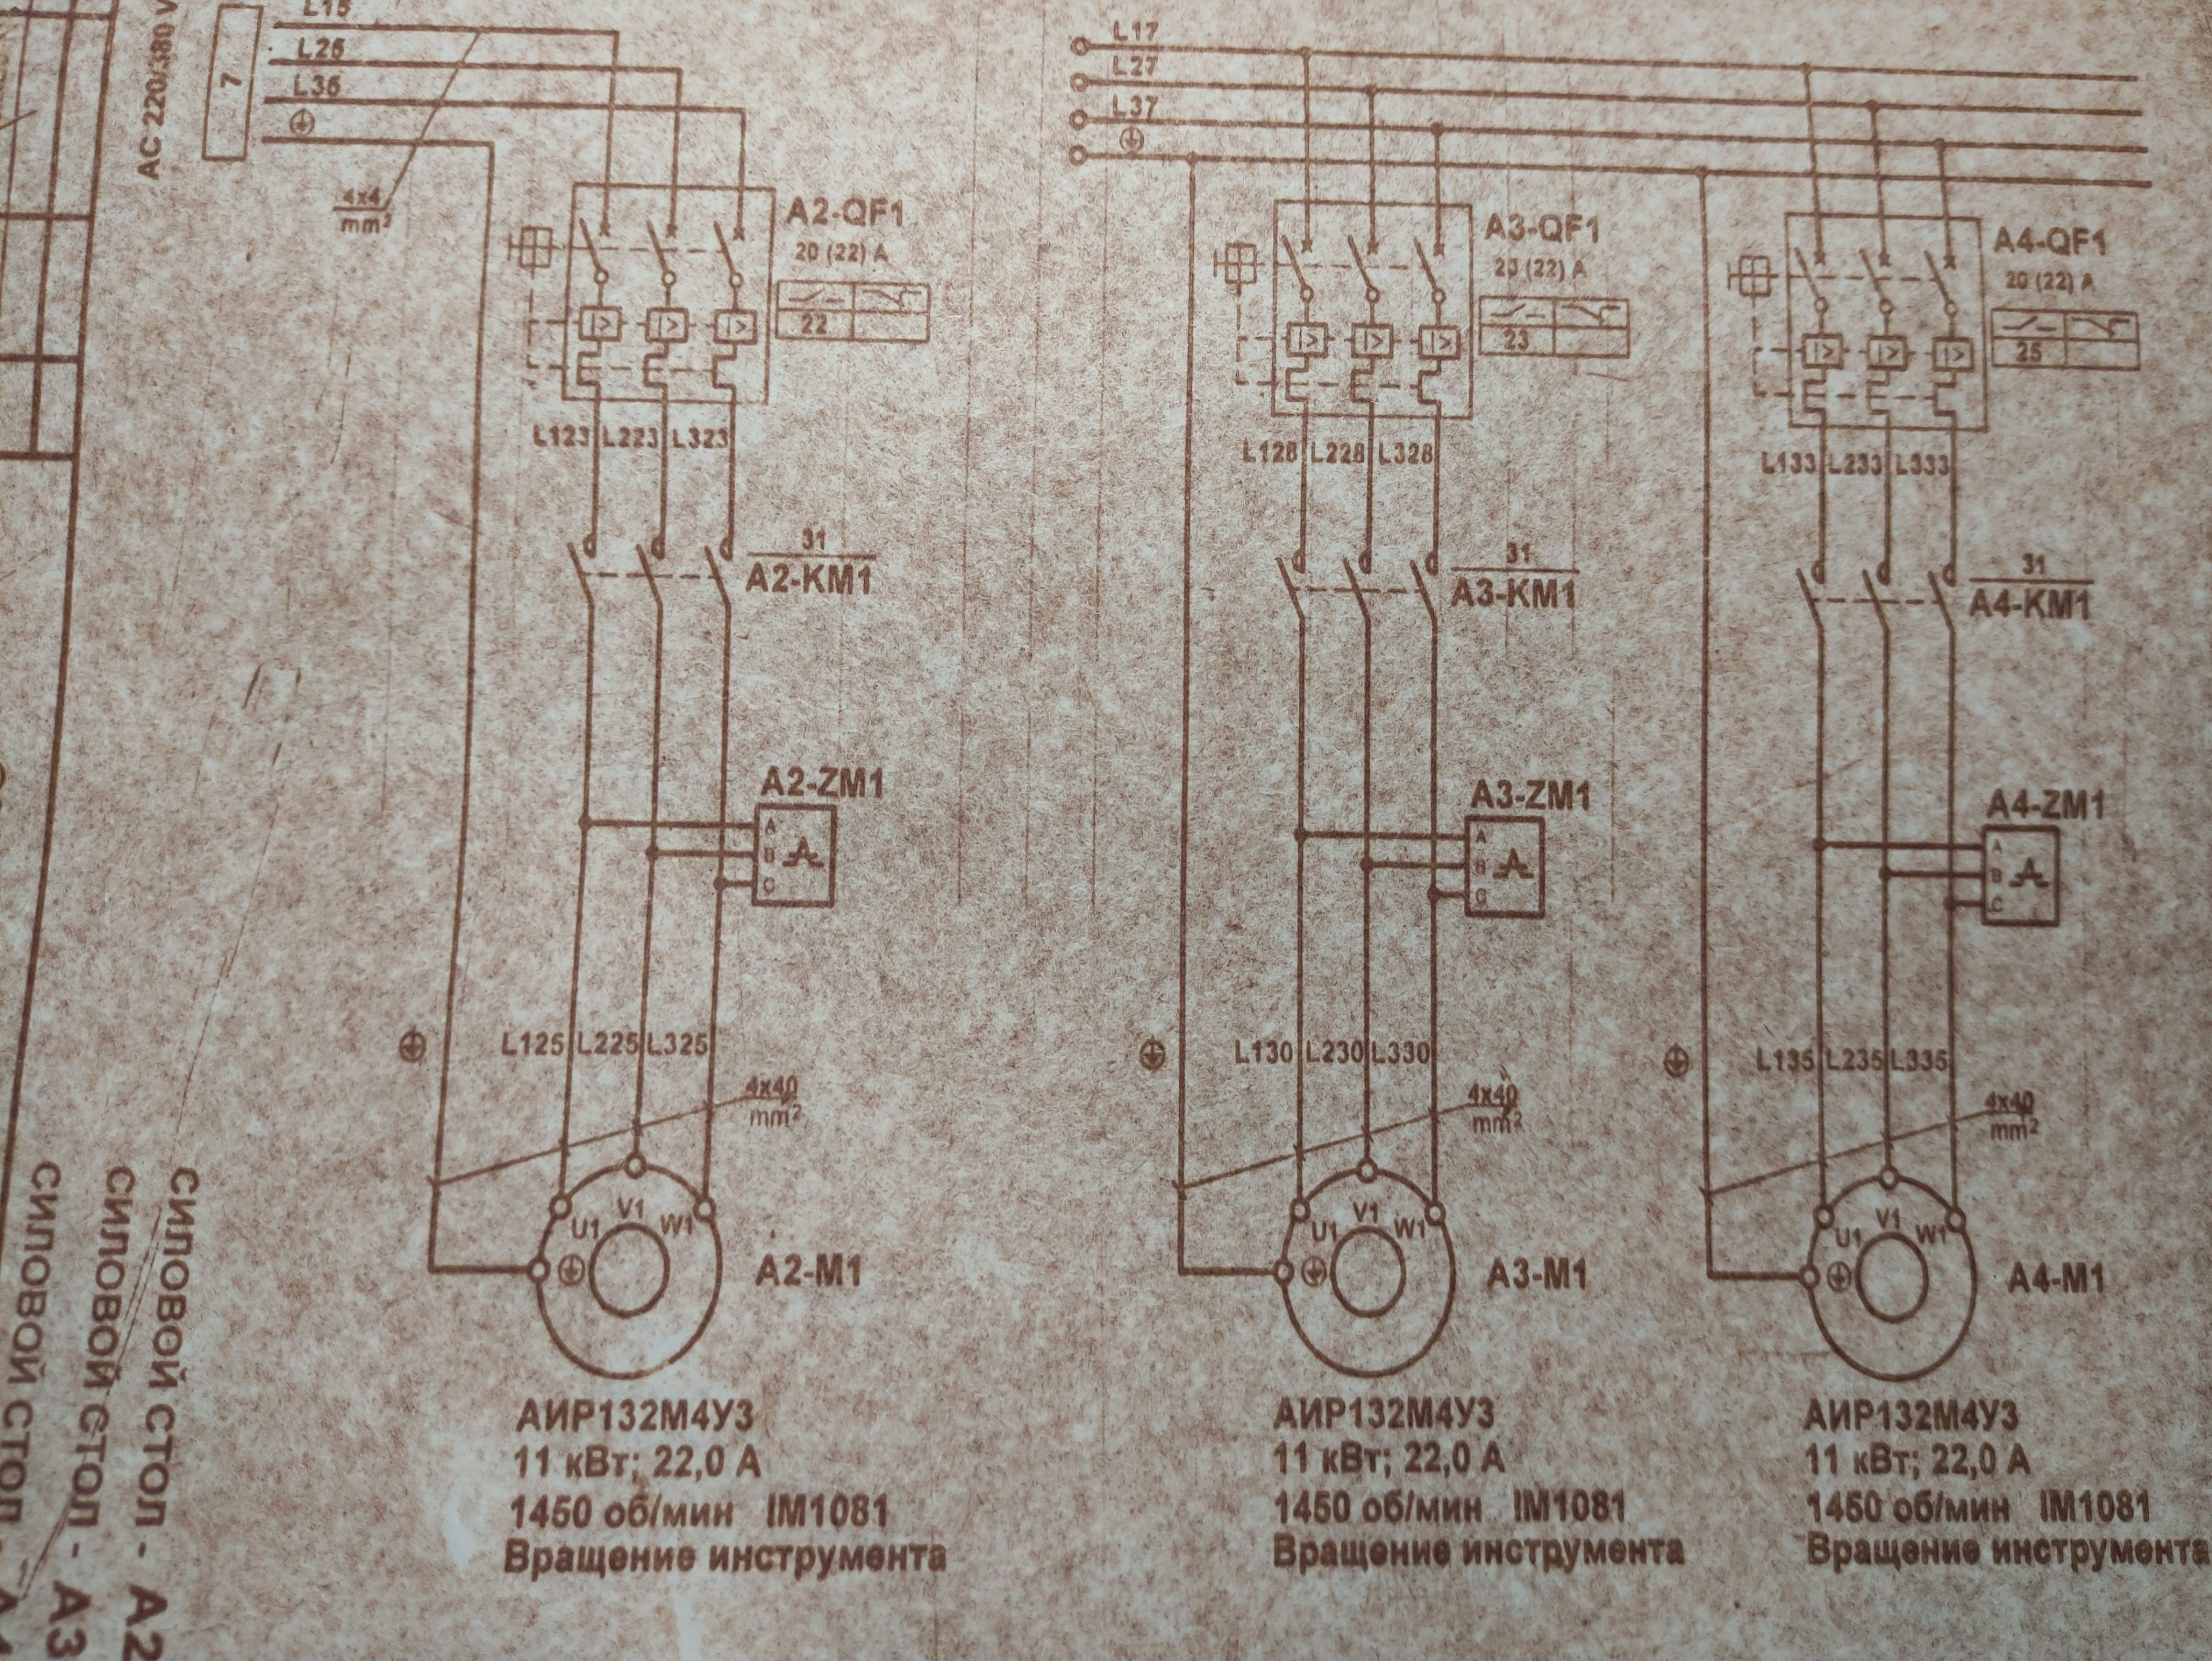 AC 220/380 V
7
L15
L25
L35
4x4
mm²
A2-QF1
20 (22) A
22
L123 L223 L323
31
A2-KM1
A2-ZM1
A
B
C
L125 L225 L325
4x40
mm²
U1 V1 W1
A2-M1
АИР132М4У3
11 кВт; 22,0 А
1450 об/мин IM1081
Вращение инструмента
L17
L27
L37
A3-QF1
20 (22) A
23
L128 L228 L328
31
A3-KM1
A3-ZM1
A
B
C
L130 L230 L330
4x40
mm²
U1 V1 W1
A3-M1
АИР132М4У3
11 кВт; 22,0 А
1450 об/мин IM1081
Вращение инструмента
A4-QF1
20 (22) A
25
L133 L233 L333
31
A4-KM1
A4-ZM1
A
B
C
L135 L235 L335
4x40
mm²
U1 V1 W1
A4-M1
АИР132М4У3
11 кВт; 22,0 А
1450 об/мин IM1081
Вращение инструмента
СИЛОВОЙ СТОЛ - А2
СИЛОВОЙ СТОЛ - А3
СИЛОВОЙ СТОЛ -